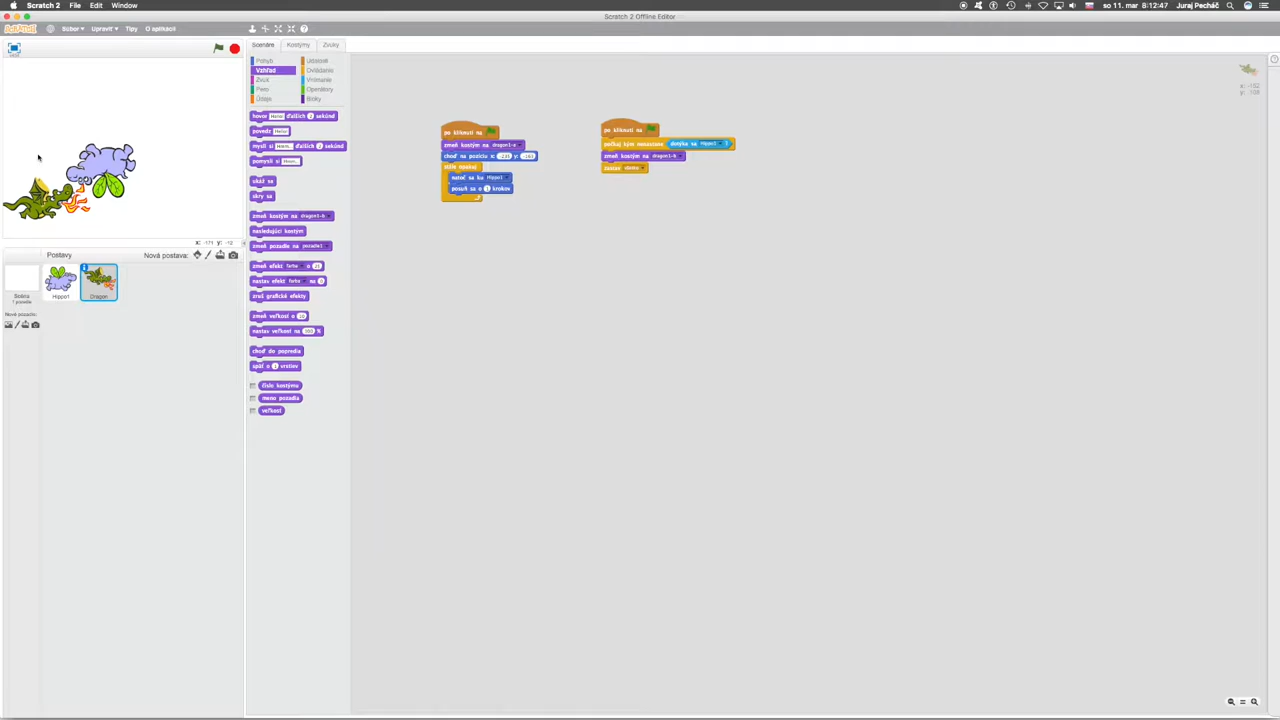 Scratch 2 File Edit Window so 11. mar 8:12:47 Juraj Pecháč
Scratch 2 Offline Editor
SCRATCH Súbor Upraviť Tipy O aplikácii
Scenáre Kostýmy Zvuky
Pohyb Udalosti
Vzhľad Ovládanie
Zvuk Vnímanie
Pero Operátory
Údaje Bloky
hovor Hello! ďalších 2 sekúnd
povedz Hello!
mysli si Hmm... ďalších 2 sekúnd
pomysli si Hmm...
ukáž sa
skry sa
zmeň kostým na dragon1-b
nasledujúci kostým
zmeň pozadie na pozadie1
zmeň efekt farba o 25
nastav efekt farba na 0
zruš grafické efekty
zmeň veľkosť o 10
nastav veľkosť na 100 %
choď do popredia
späť o 1 vrstiev
číslo kostýmu
meno pozadia
veľkosť
po kliknutí na
zmeň kostým na dragon1-a
choď na pozíciu x: y:
stále opakuj
natoč sa ku Hippo1
posuň sa o 1 krokov
po kliknutí na
počkaj kým nenastane dotýka sa Hippo1 ?
zmeň kostým na dragon1-b
zastav všetko
x: -171 y: -12
Postavy Nová postava:
Scéna
1 pozadie
Hippo1 Dragon
Nové pozadie: